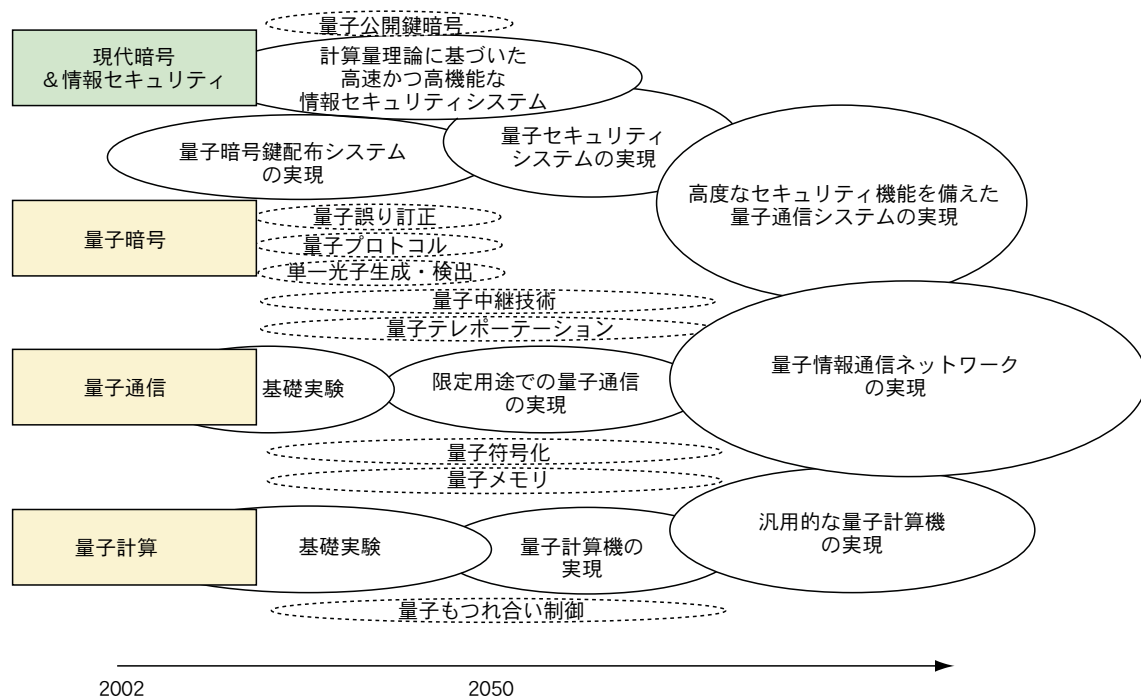 量子公開鍵暗号
現代暗号
＆情報セキュリティ
計算量理論に基づいた
高速かつ高機能な
情報セキュリティシステム
量子セキュリティ
システムの実現
量子暗号鍵配布システム
の実現
高度なセキュリティ機能を備えた
量子通信システムの実現
量子暗号
量子誤り訂正
量子プロトコル
単一光子生成・検出
量子中継技術
量子テレポーテーション
量子通信
基礎実験
限定用途での量子通信
の実現
量子情報通信ネットワーク
の実現
量子符号化
量子メモリ
量子計算
基礎実験
量子計算機の
実現
汎用的な量子計算機
の実現
量子もつれ合い制御
2002
2050